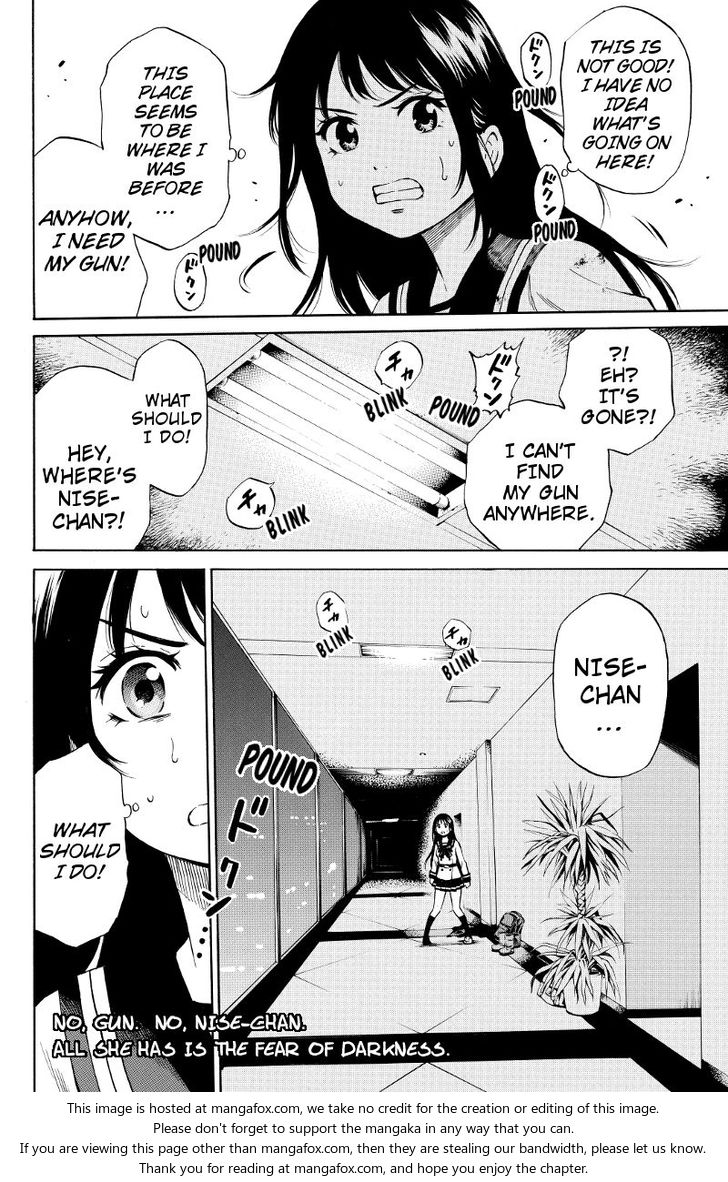 THIS IS
NOT GOOD!
I HAVE NO
IDEA
WHAT'S
GOING ON
HERE!
ドクン
POUND
ドクン
POUND
THIS
PLACE
SEEMS
TO BE
WHERE I
WAS
BEFORE
...
ANYHOW,
I NEED
MY GUN!
ドクン
POUND
?!
EH?
IT'S
GONE?!
I CAN'T
FIND
MY GUN
ANYWHERE.
ドクン
POUND
チャ
BLINK
チャ
BLINK
WHAT
SHOULD
I DO!
HEY,
WHERE'S
NISE-
CHAN?!
NISE-
CHAN
...
チャ
BLINK
チャ
BLINK
POUND
ドクン...
WHAT
SHOULD
I DO!
NO, GUN. NO, NISE-CHAN.
ALL SHE HAS IS THE FEAR OF DARKNESS.
This image is hosted at mangafox.com, we take no credit for the creation or editing of this image.
Please don't forget to support the mangaka in any way that you can.
If you are viewing this page other than mangafox.com, then they are stealing our bandwidth, please let us know.
Thank you for reading at mangafox.com, and hope you enjoy the chapter.